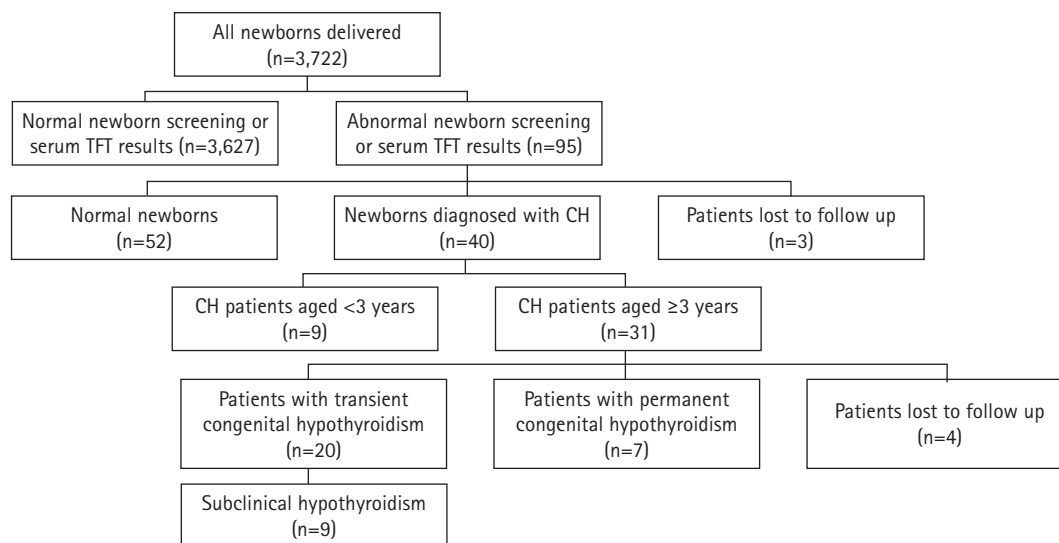 All newborns delivered
(n=3,722)
Normal newborn screening or
serum TFT results (n=3,627)
Abnormal newborn screening
or serum TFT results (n=95)
Normal newborns
(n=52)
Newborns diagnosed with CH
(n=40)
Patients lost to follow up
(n=3)
CH patients aged <3 years
(n=9)
CH patients aged ≥3 years
(n=31)
Patients with transient
congenital hypothyroidism
(n=20)
Patients with permanent
congenital hypothyroidism
(n=7)
Patients lost to follow up
(n=4)
Subclinical hypothyroidism
(n=9)